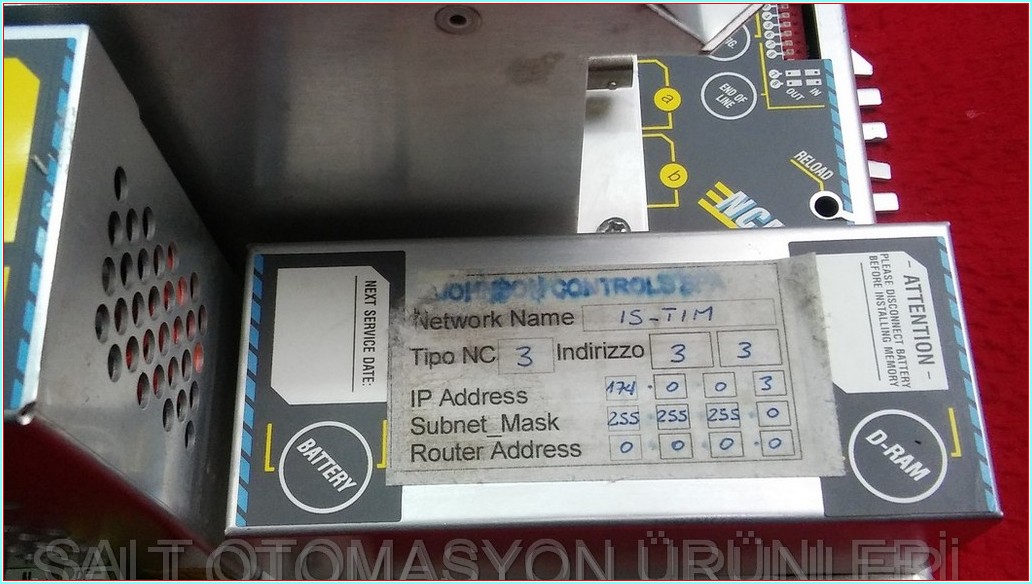 END OF
LINE
IN
OUT
a
b
RELOAD
NEXT SERVICE DATE:
JOHNSON CONTROLS
Network Name IS-TIM
Tipo NC 3 Indirizzo 3 3
IP Address 174 0 0 3
Subnet_Mask 255 255 255 0
Router Address 0 0 0 0
- ATTENTION -
PLEASE DISCONNECT BATTERY
BEFORE INSTALLING MEMORY
BATTERY
D-RAM
SALT OTOMASYON ÜRÜNLERİ